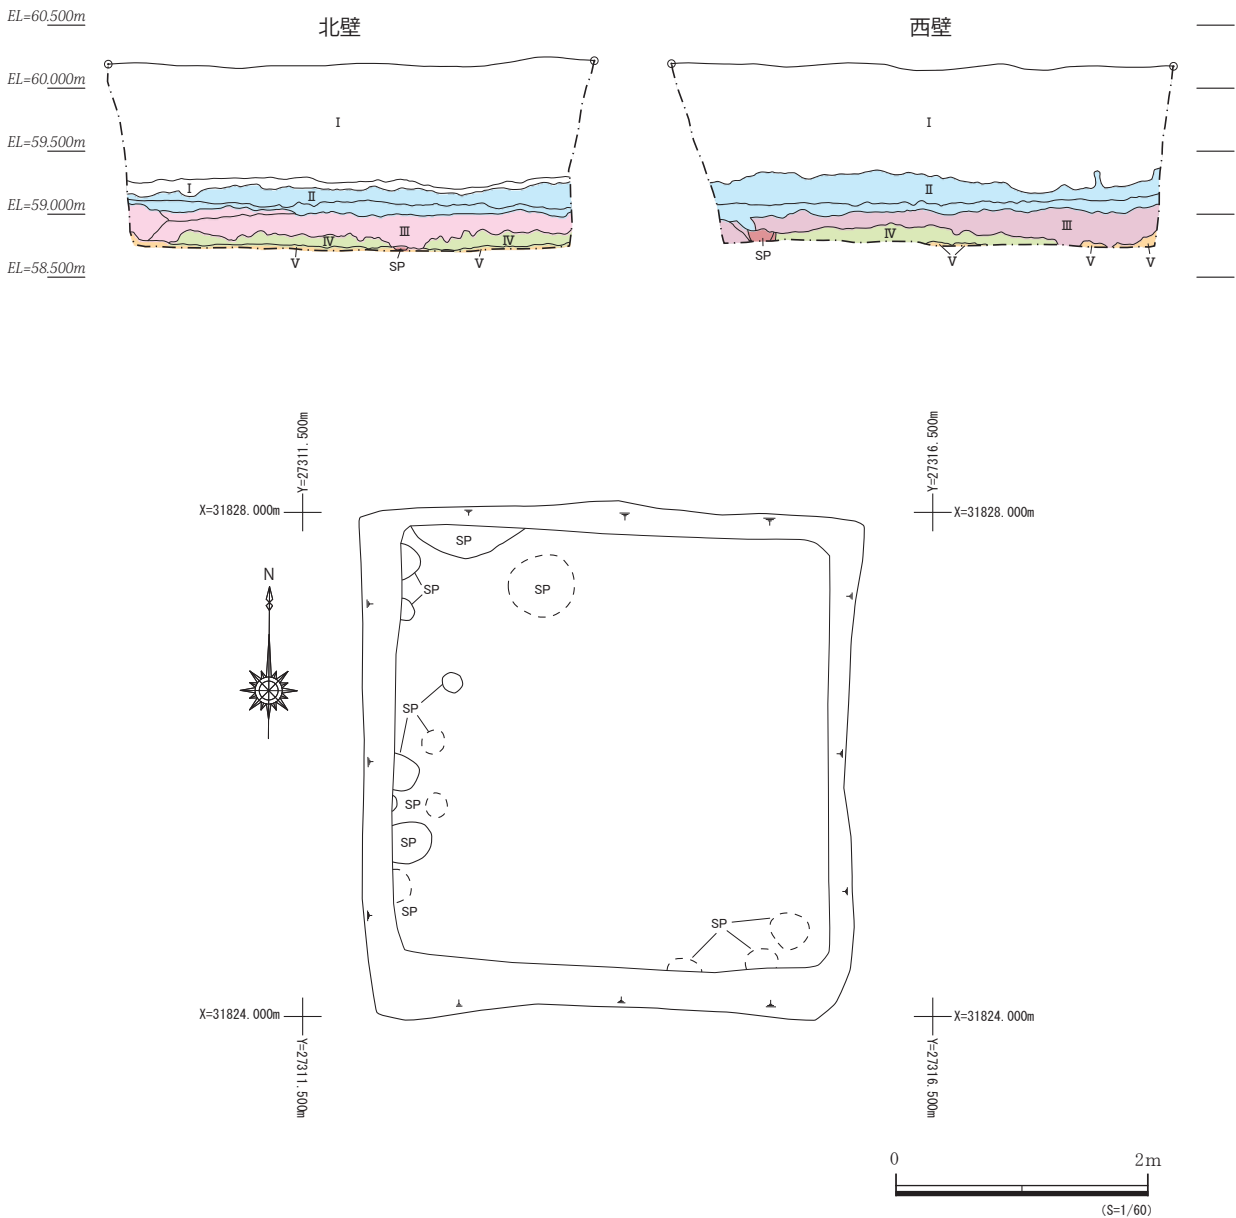 EL=60.500m
北壁
西壁
EL=60.000m
I
I
EL=59.500m
I
II
II
EL=59.000m
III
III
IV
IV
IV
EL=58.500m
V
SP
V
SP
V
V
V
Y=27311.500m
Y=27316.500m
X=31828.000m
X=31828.000m
SP
N
SP
SP
SP
SP
SP
SP
SP
X=31824.000m
X=31824.000m
Y=27311.500m
Y=27316.500m
0
2m
(S=1/60)